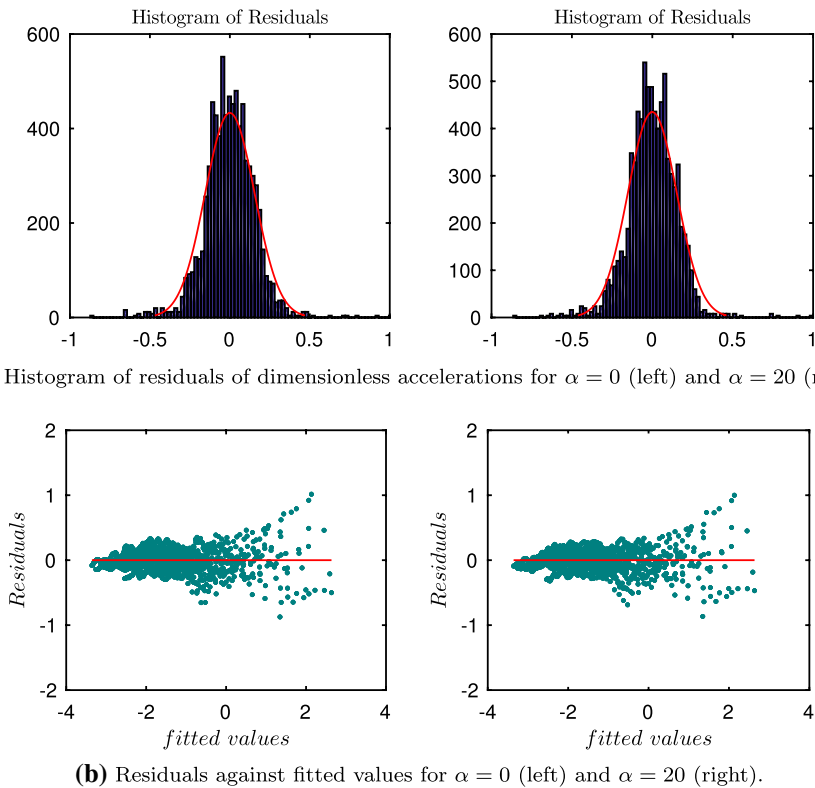 Histogram of Residuals Histogram of Residuals
600 600
500
400 400
300
200 200
100
0 0
-1 -0.5 0 0.5 1 -1 -0.5 0 0.5 1
Histogram of residuals of dimensionless accelerations for α = 0 (left) and α = 20 (r
2 2
1 1
Residuals Residuals
0 0
-1 -1
-2 -2
-4 -2 0 2 4 -4 -2 0 2 4
fitted values fitted values
(b) Residuals against fitted values for α = 0 (left) and α = 20 (right).